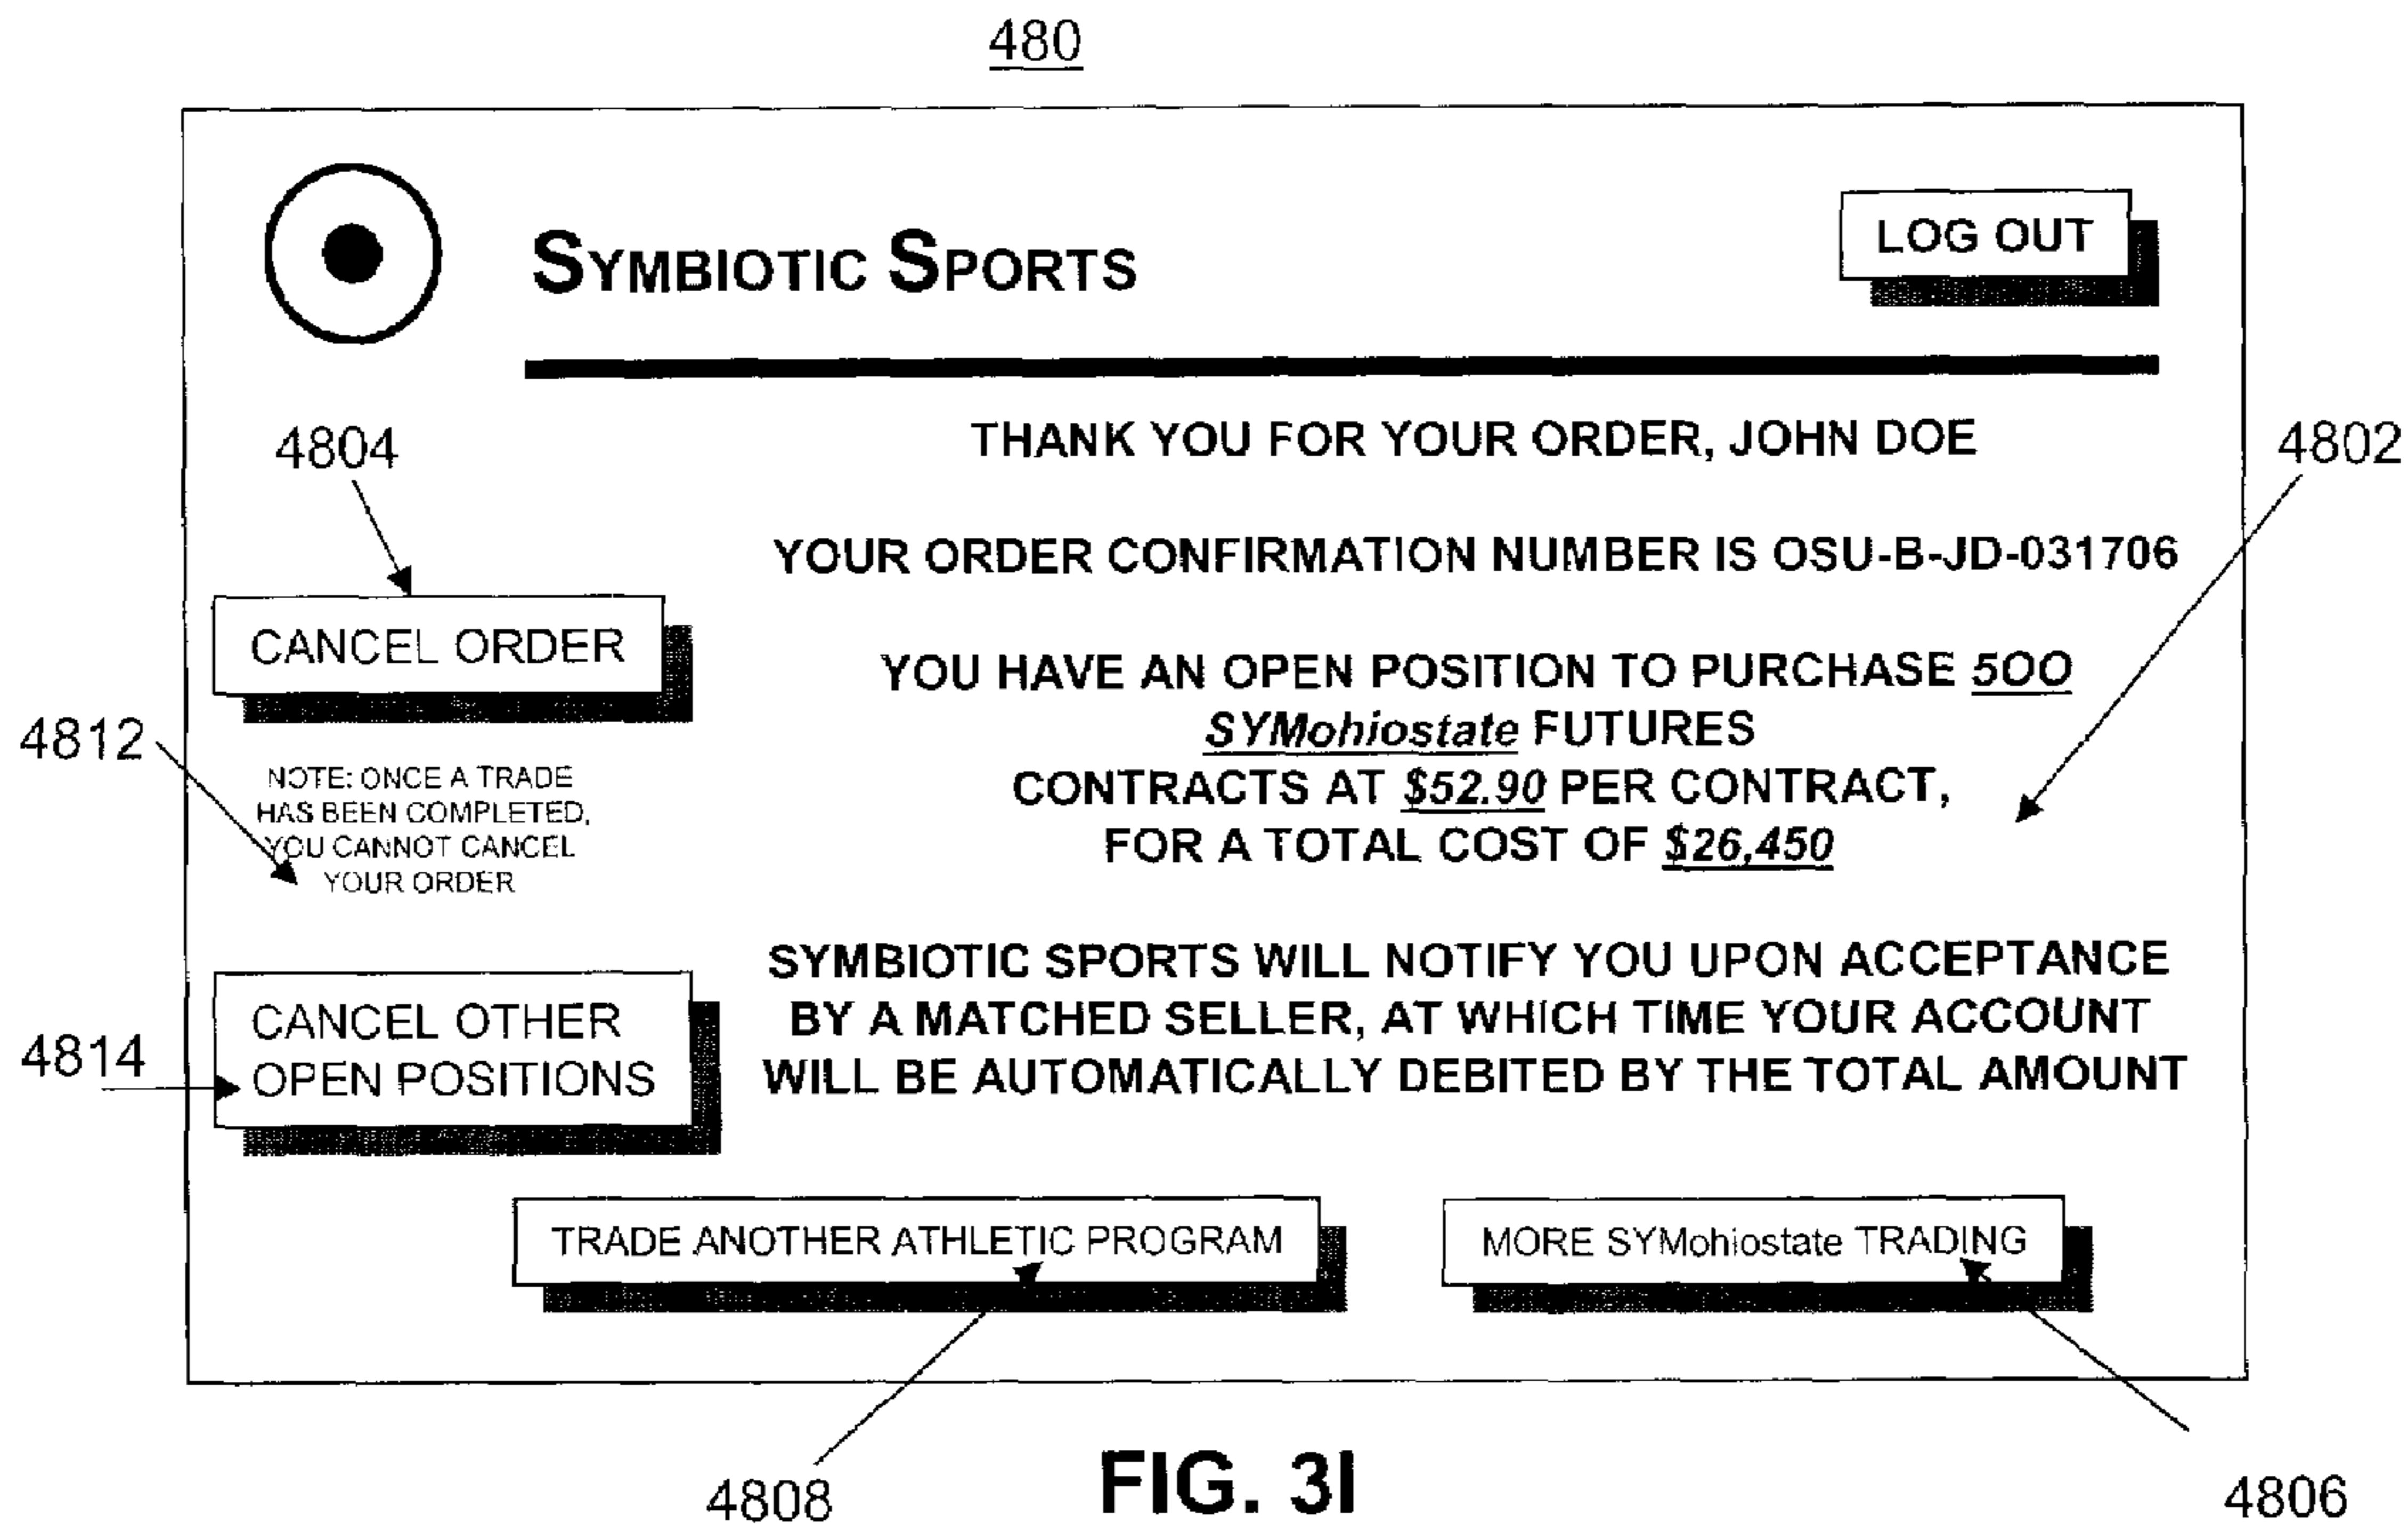 480
SYMBIOTIC SPORTS
LOG OUT
THANK YOU FOR YOUR ORDER, JOHN DOE
4804
4802
YOUR ORDER CONFIRMATION NUMBER IS OSU-B-JD-031706
CANCEL ORDER
YOU HAVE AN OPEN POSITION TO PURCHASE 500
SYMohiostate FUTURES
CONTRACTS AT $52.90 PER CONTRACT,
FOR A TOTAL COST OF $26,450
4812
NOTE: ONCE A TRADE
HAS BEEN COMPLETED,
YOU CANNOT CANCEL
YOUR ORDER
SYMBIOTIC SPORTS WILL NOTIFY YOU UPON ACCEPTANCE
BY A MATCHED SELLER, AT WHICH TIME YOUR ACCOUNT
WILL BE AUTOMATICALLY DEBITED BY THE TOTAL AMOUNT
CANCEL OTHER
OPEN POSITIONS
4814
TRADE ANOTHER ATHLETIC PROGRAM
MORE SYMohiostate TRADING
4808
FIG. 3I
4806